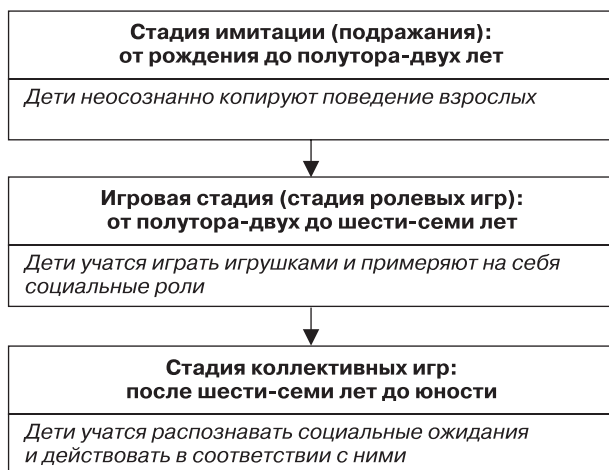 Стадия имитации (подражания):
от рождения до полутора-двух лет
Дети неосознанно копируют поведение взрослых
Игровая стадия (стадия ролевых игр):
от полутора-двух до шести-семи лет
Дети учатся играть игрушками и примеряют на себя
социальные роли
Стадия коллективных игр:
после шести-семи лет до юности
Дети учатся распознавать социальные ожидания
и действовать в соответствии с ними